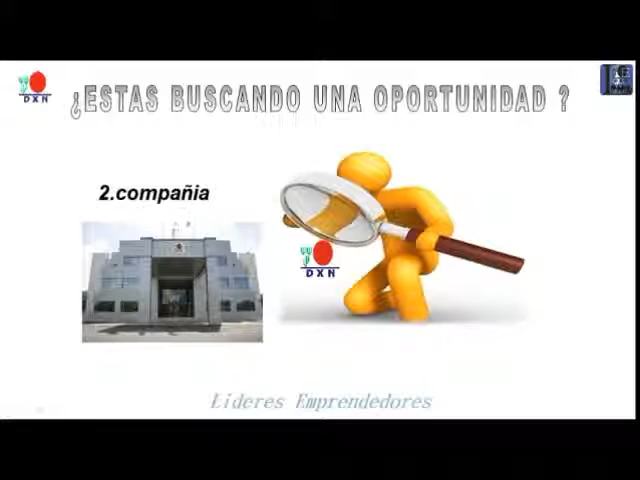 DXN
¿ESTAS BUSCANDO UNA OPORTUNIDAD ?
2.compañia
DXN
Lideres Emprendedores